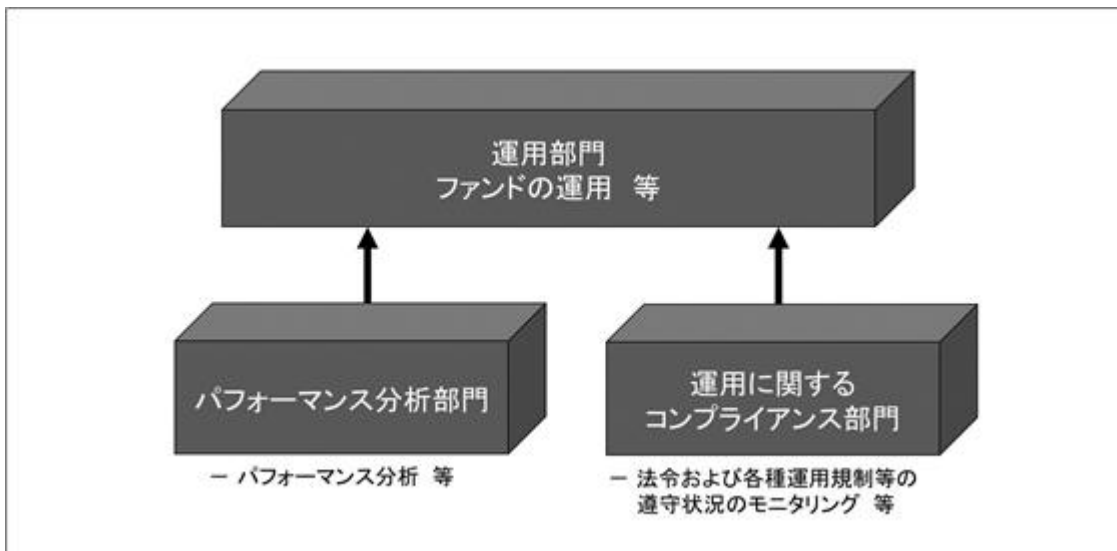 運用部門
ファンドの運用 等
パフォーマンス分析部門
－ パフォーマンス分析 等
運用に関する
コンプライアンス部門
－ 法令および各種運用規制等の
遵守状況のモニタリング 等